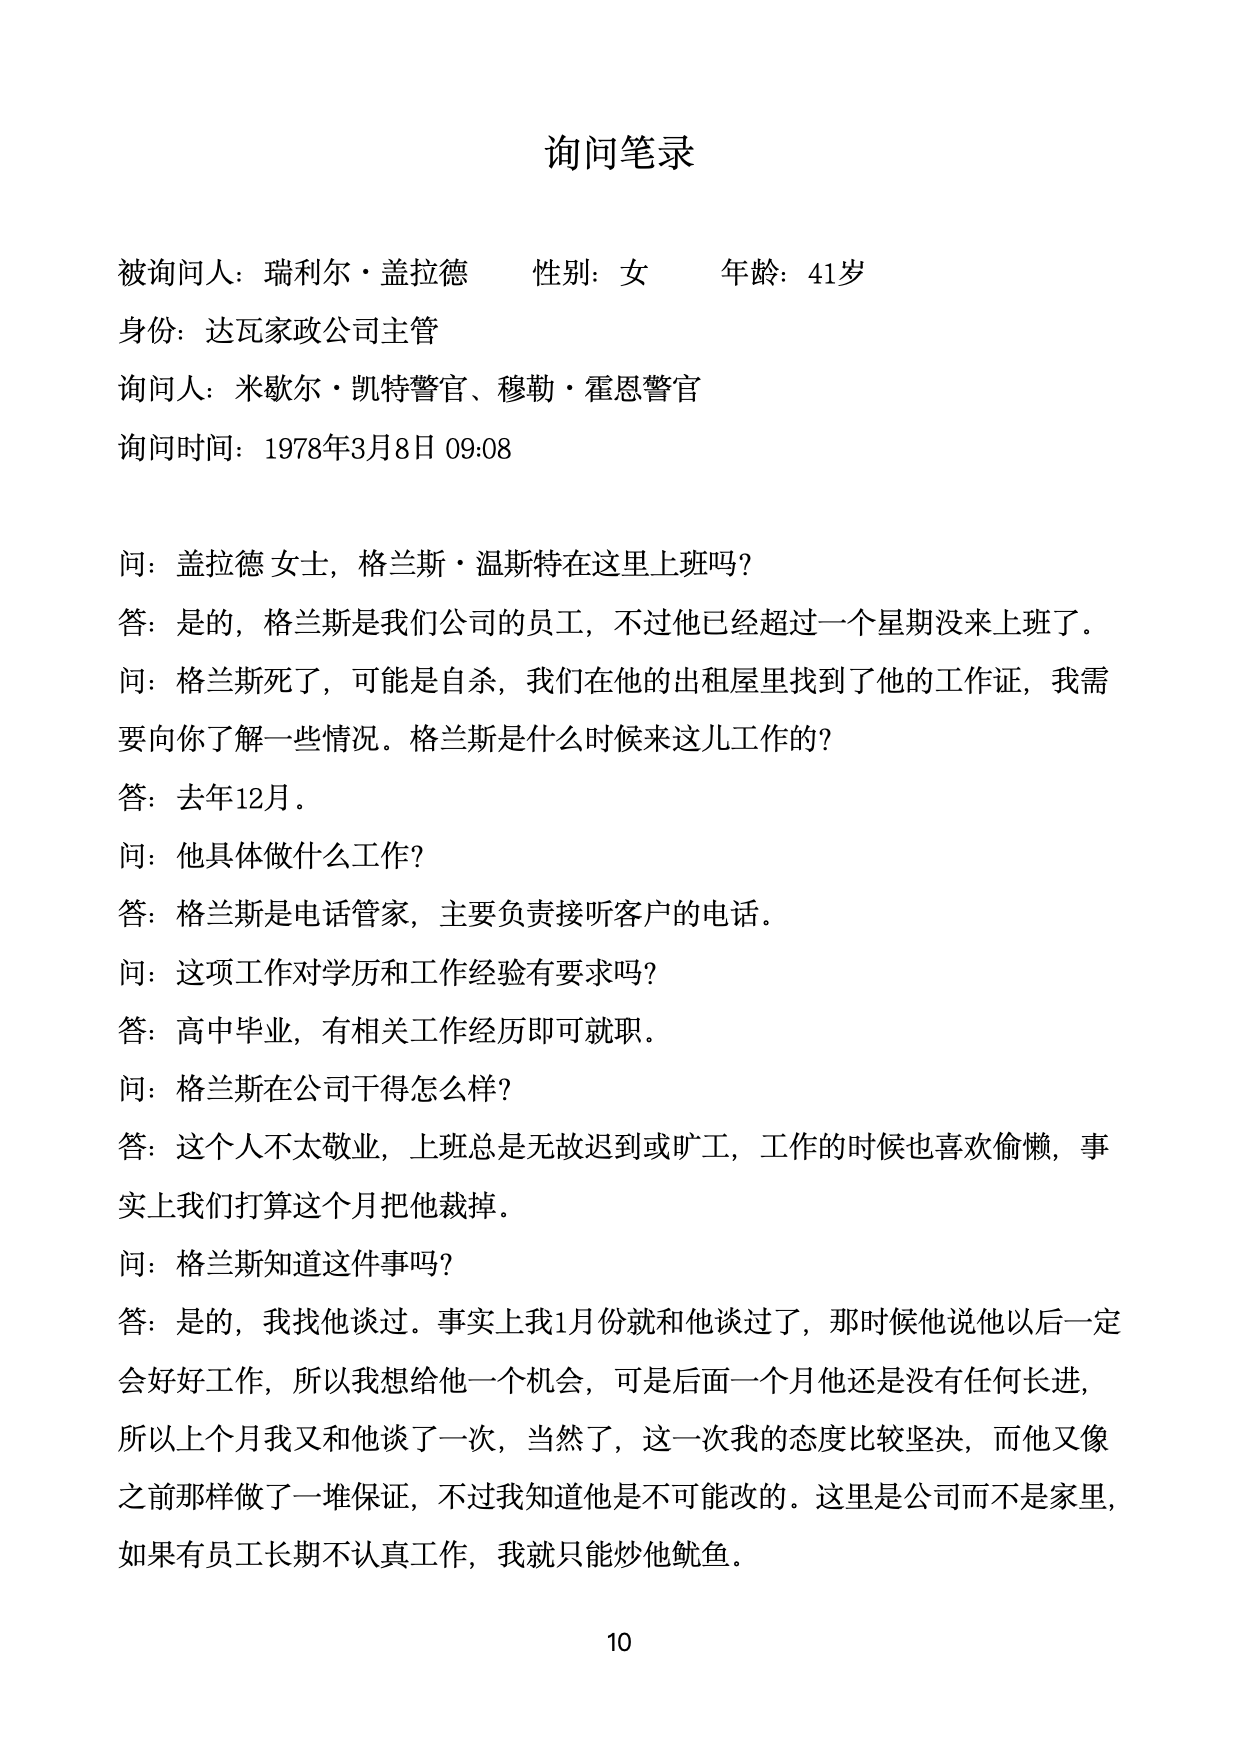 询问笔录
被询问人：瑞利尔・盖拉德 性别：女 年龄：41岁
身份：达瓦家政公司主管
询问人：米歇尔・凯特警官、穆勒・霍恩警官
询问时间：1978年3月8日 09:08
问：盖拉德 女士，格兰斯・温斯特在这里上班吗？
答：是的，格兰斯是我们公司的员工，不过他已经超过一个星期没来上班了。
问：格兰斯死了，可能是自杀，我们在他的出租屋里找到了他的工作证，我需
要向你了解一些情况。格兰斯是什么时候来这儿工作的？
答：去年12月。
问：他具体做什么工作？
答：格兰斯是电话管家，主要负责接听客户的电话。
问：这项工作对学历和工作经验有要求吗？
答：高中毕业，有相关工作经历即可就职。
问：格兰斯在公司干得怎么样？
答：这个人不太敬业，上班总是无故迟到或旷工，工作的时候也喜欢偷懒，事
实上我们打算这个月把他裁掉。
问：格兰斯知道这件事吗？
答：是的，我找他谈过。事实上我1月份就和他谈过了，那时候他说他以后一定
会好好工作，所以我想给他一个机会，可是后面一个月他还是没有任何长进，
所以上个月我又和他谈了一次，当然了，这一次我的态度比较坚决，而他又像
之前那样做了一堆保证，不过我知道他是不可能改的。这里是公司而不是家里，
如果有员工长期不认真工作，我就只能炒他鱿鱼。
10